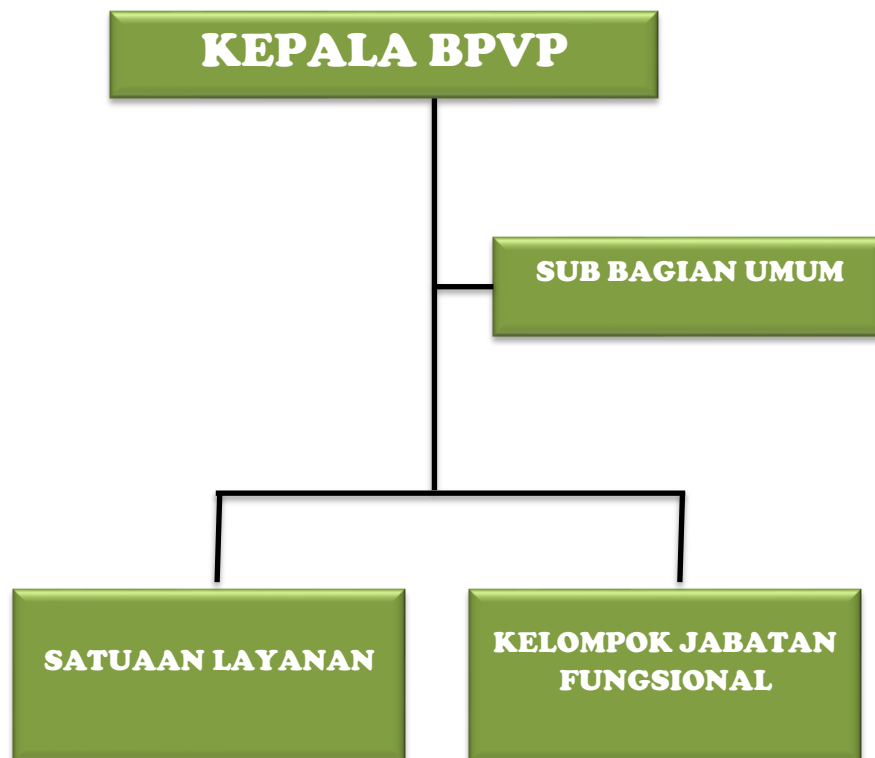 KEPALA BPVP
SUB BAGIAN UMUM
SATUAAN LAYANAN
KELOMPOK JABATAN
FUNGSIONAL